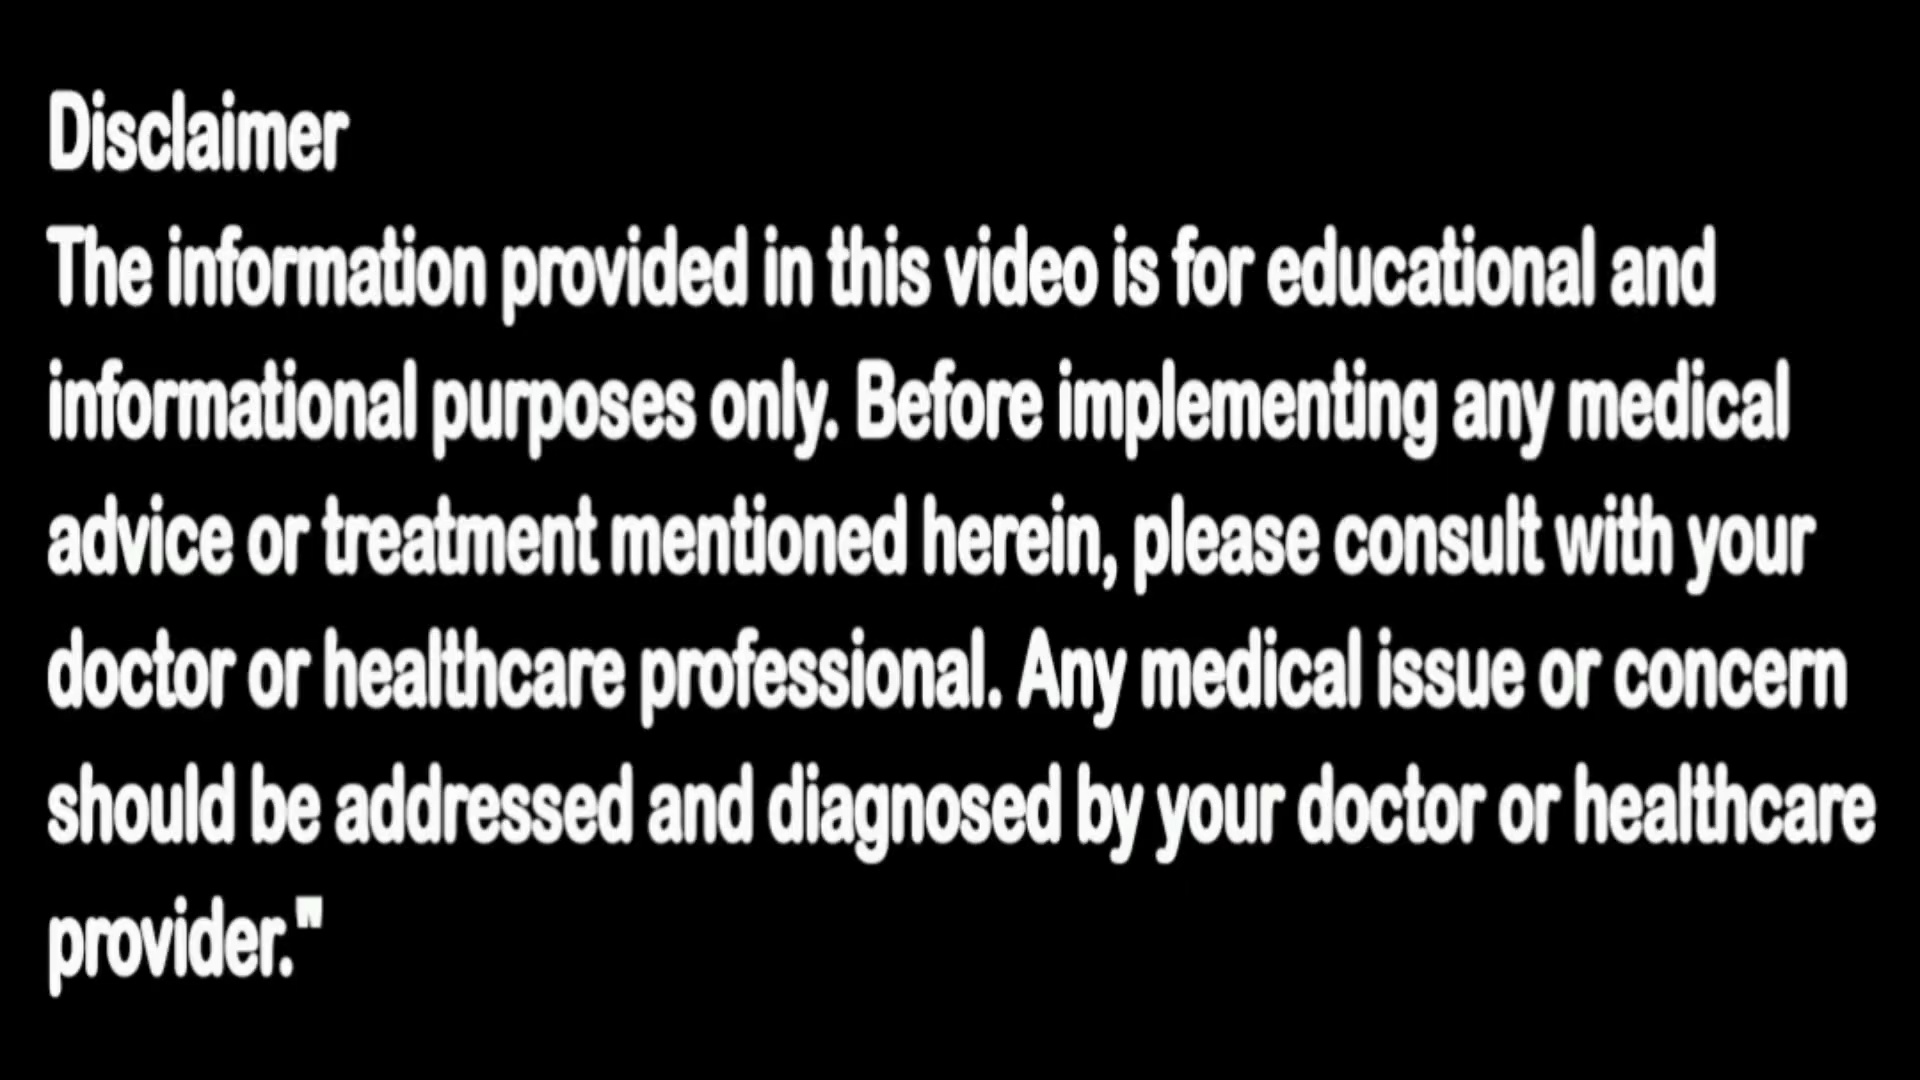 Disclaimer
The information provided in this video is for educational and
informational purposes only. Before implementing any medical
advice or treatment mentioned herein, please consult with your
doctor or healthcare professional. Any medical issue or concern
should be addressed and diagnosed by your doctor or healthcare
provider."